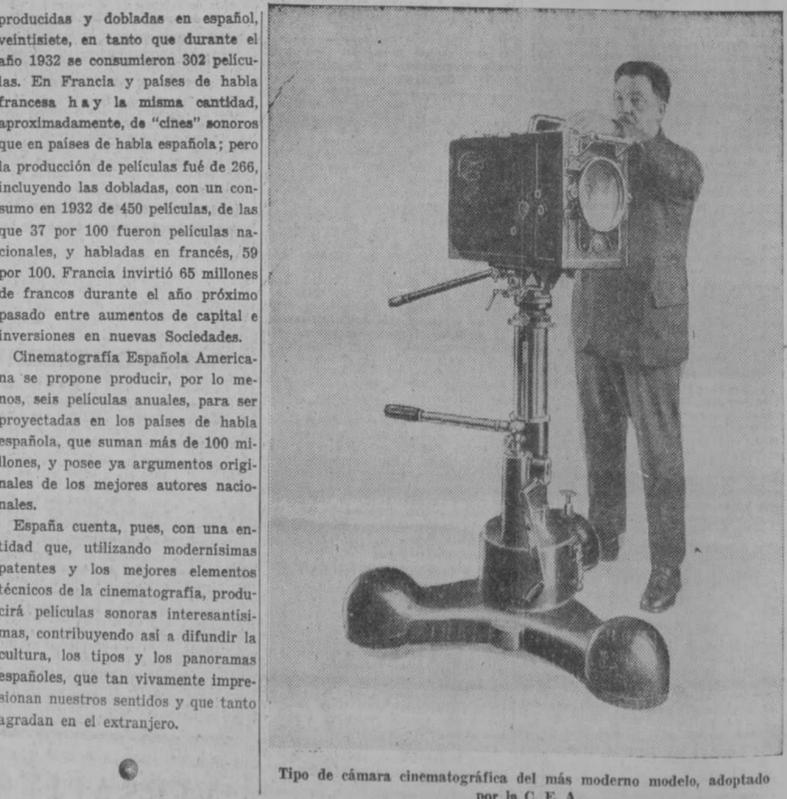 producidas y dobladas en español,
veintisiete, en tanto que durante el
año 1932 se consumieron 302 pelícu-
las. En Francia y países de habla
francesa hay la misma cantidad,
aproximadamente, de "cines" sonoros
que en países de habla española; pero
la producción de películas fué de 266,
incluyendo las dobladas, con un con-
sumo en 1932 de 450 películas, de las
que 37 por 100 fueron películas na-
cionales, y habladas en francés, 59
por 100. Francia invirtió 65 millones
de francos durante el año próximo
pasado entre aumentos de capital e
inversiones en nuevas Sociedades.
Cinematografía Española America-
na se propone producir, por lo me-
nos, seis películas anuales, para ser
proyectadas en los países de habla
española, que suman más de 100 mi-
llones, y posee ya argumentos origi-
nales de los mejores autores nacio-
nales.
España cuenta, pues, con una en-
tidad que, utilizando modernísimas
patentes y los mejores elementos
técnicos de la cinematografía, produ-
cirá películas sonoras interesantísi-
mas, contribuyendo así a difundir la
cultura, los tipos y los panoramas
españoles, que tan vivamente impre-
sionan nuestros sentidos y que tanto
agradan en el extranjero.
Tipo de cámara cinematográfica del más moderno modelo, adoptado
por la C. E. A.